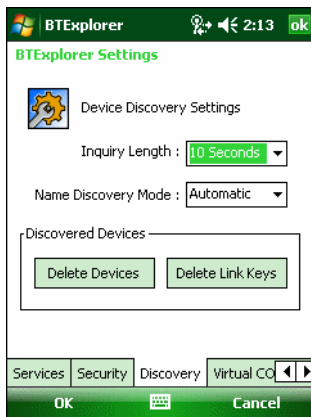 BTExplorer 2:13 ok
BTExplorer Settings
Device Discovery Settings
Inquiry Length : 10 Seconds
Name Discovery Mode : Automatic
Discovered Devices
Delete Devices Delete Link Keys
Services Security Discovery Virtual CO
OK Cancel